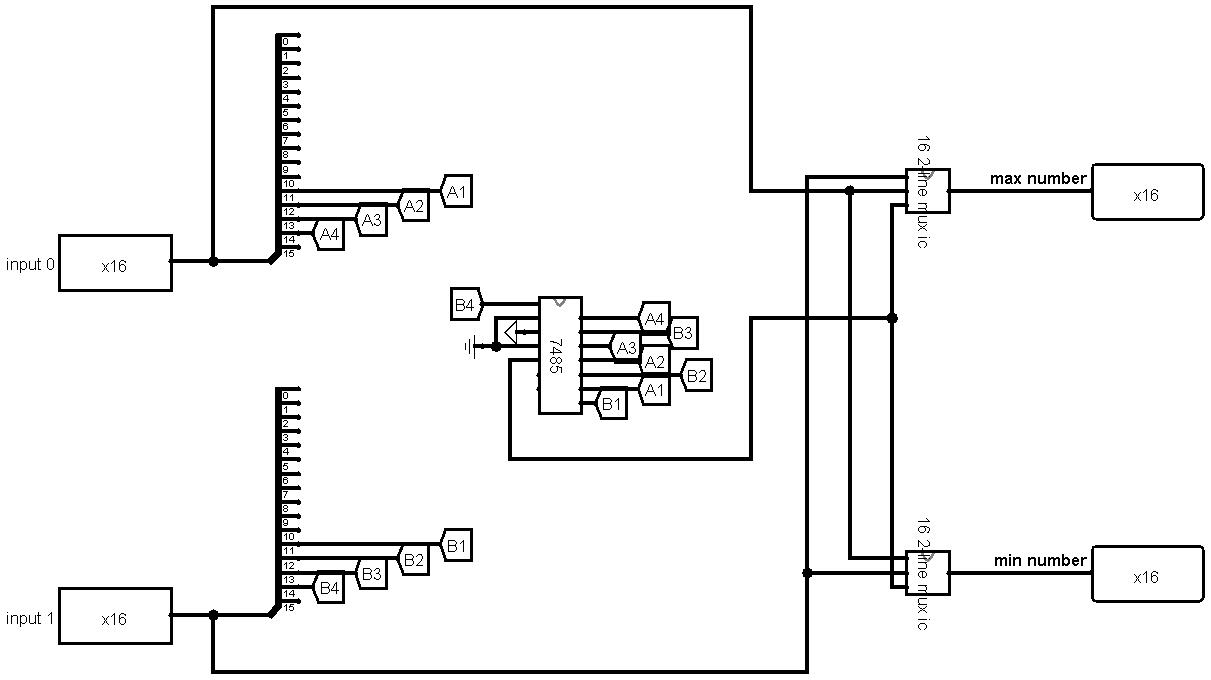 0
1
2
3
4
5
6
7
8
9
10
11
12
13
14
15
A1
A2
A3
A4
input 0
x16
16 2-line mux ic
max number
x16
B4
7485
A4
B3
A3
A2
B2
A1
B1
0
1
2
3
4
5
6
7
8
9
10
11
12
13
14
15
B1
B2
B3
B4
input 1
x16
16 2-line mux ic
min number
x16